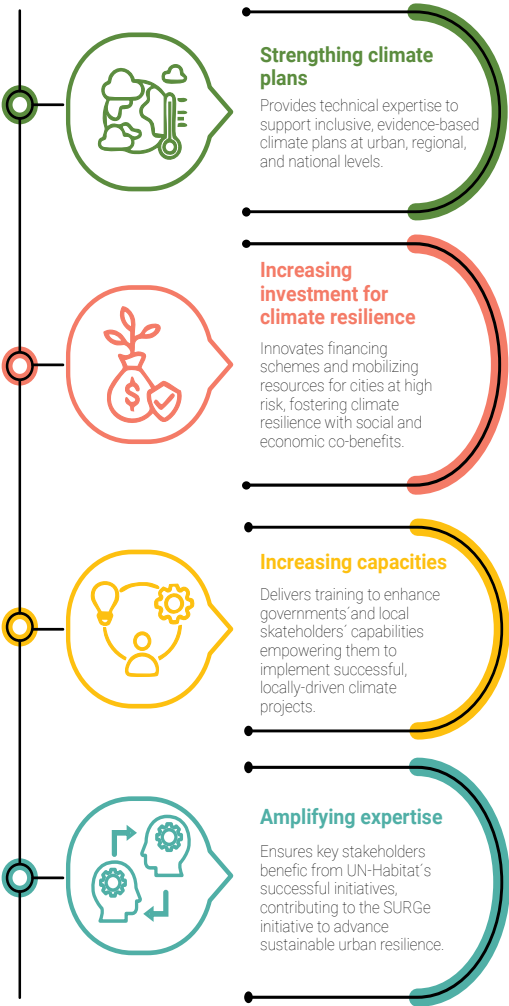 Strengthing climate
plans
Provides technical expertise to
support inclusive, evidence-based
climate plans at urban, regional,
and national levels.
Increasing
investment for
climate resilience
Innovates financing
schemes and mobilizing
resources for cities at high
risk, fostering climate
resilience with social and
economic co-benefits.
$
Increasing capacities
Delivers training to enhance
governments´and local
skateholders´ capabilities
empowering them to
implement successful,
locally-driven climate
projects.
Amplifying expertise
Ensures key stakeholders
benefic from UN-Habitat´s
successful initiatives,
contributing to the SURGe
initiative to advance
sustainable urban resilience.